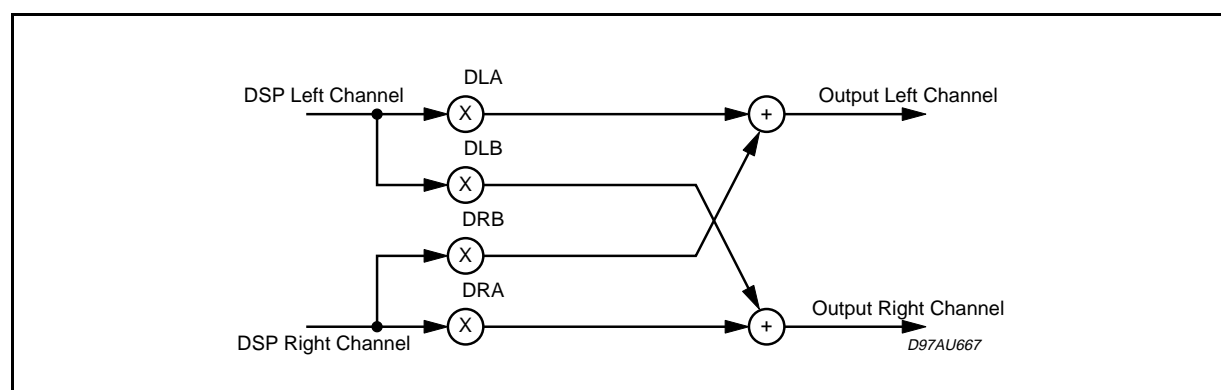 DLA
DSP Left Channel
Output Left Channel
X
+
DLB
X
DRB
X
DRA
Output Right Channel
X
+
DSP Right Channel
D97AU667